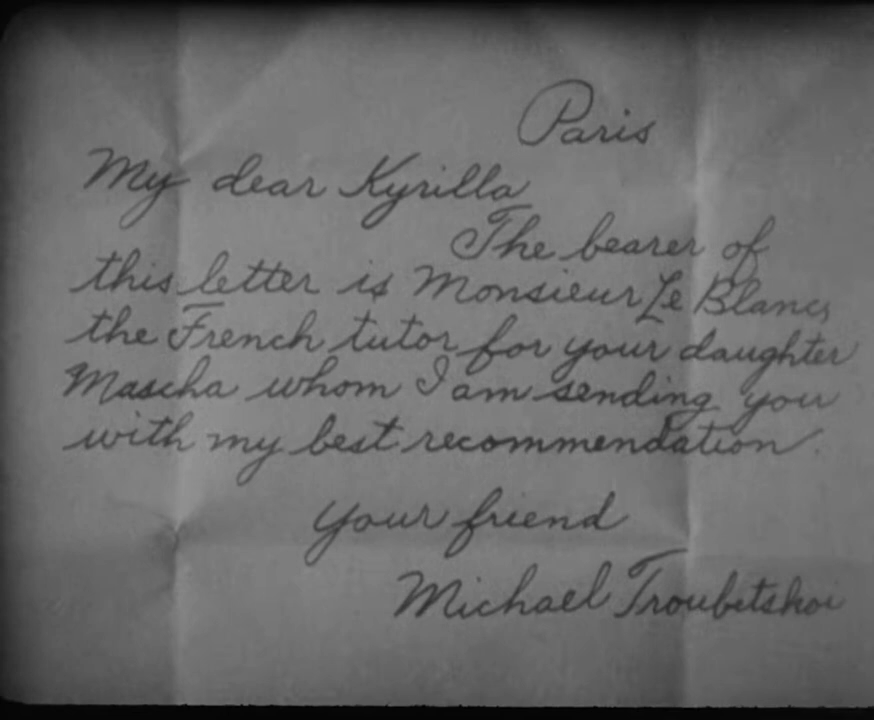 Paris
My dear Kyrilla
The bearer of
this letter is Monsieur Le Blanc,
the French tutor for your daughter
Mascha whom I am sending you
with my best recommendation.
Your friend
Michael Troubetskoi